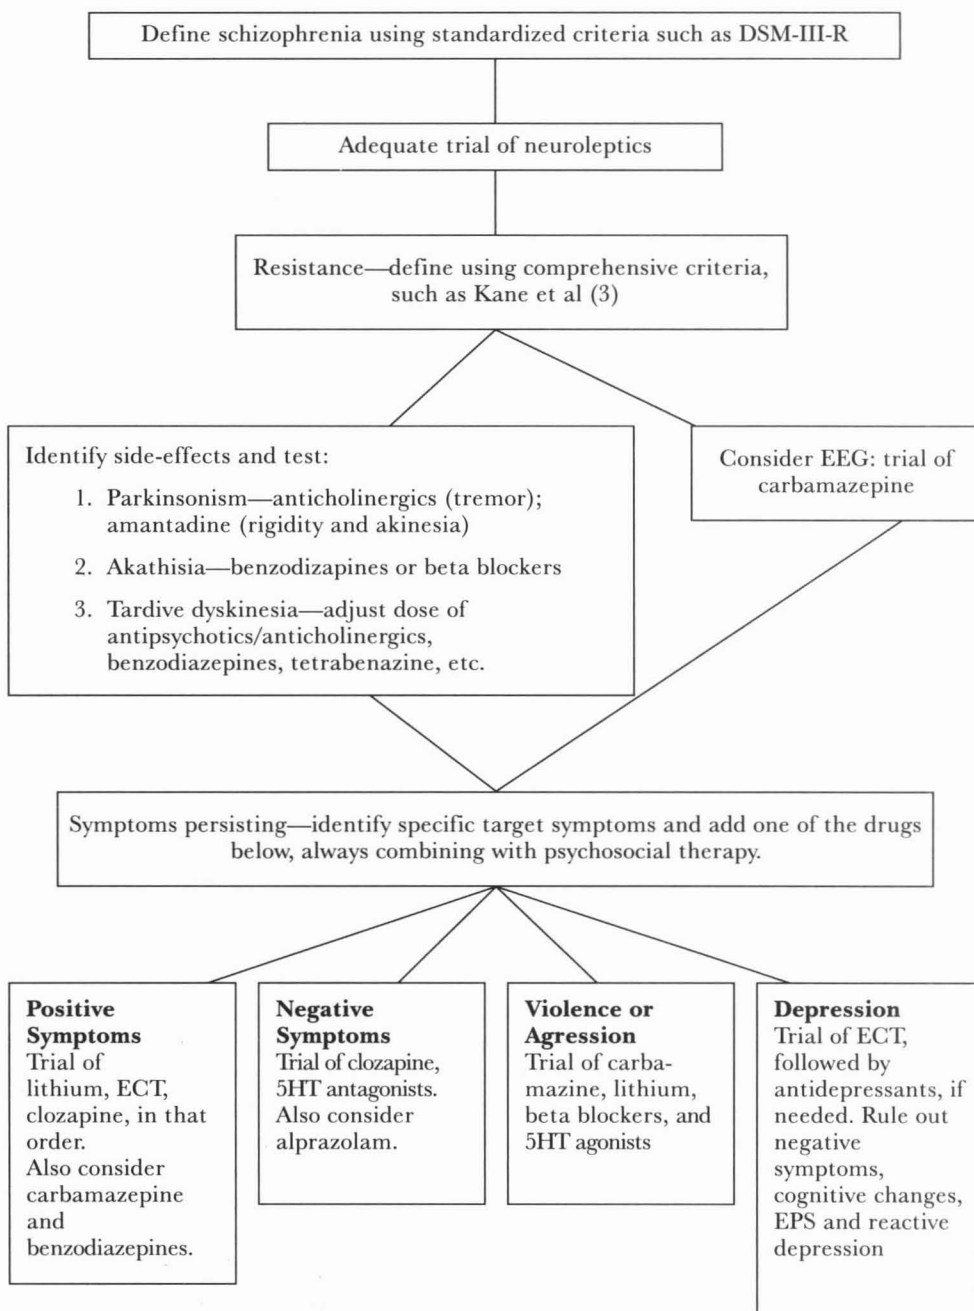 Define schizophrenia using standardized criteria such as DSM-III-R
Adequate trial of neuroleptics
Resistance—define using comprehensive criteria,
such as Kane et al (3)
Identify side-effects and test:
1. Parkinsonism—anticholinergics (tremor);
amantadine (rigidity and akinesia)
2. Akathisia—benzodizapines or beta blockers
3. Tardive dyskinesia—adjust dose of
antipsychotics/anticholinergics,
benzodiazepines, tetrabenazine, etc.
Consider EEG: trial of
carbamazepine
Symptoms persisting—identify specific target symptoms and add one of the drugs
below, always combining with psychosocial therapy.
Positive
Symptoms
Trial of
lithium, ECT,
clozapine, in that
order.
Also consider
carbamazepine
and
benzodiazepines.
Negative
Symptoms
Trial of clozapine,
5HT antagonists.
Also consider
alprazolam.
Violence or
Agression
Trial of carba-
mazine, lithium,
beta blockers, and
5HT agonists
Depression
Trial of ECT,
followed by
antidepressants, if
needed. Rule out
negative
symptoms,
cognitive changes,
EPS and reactive
depression